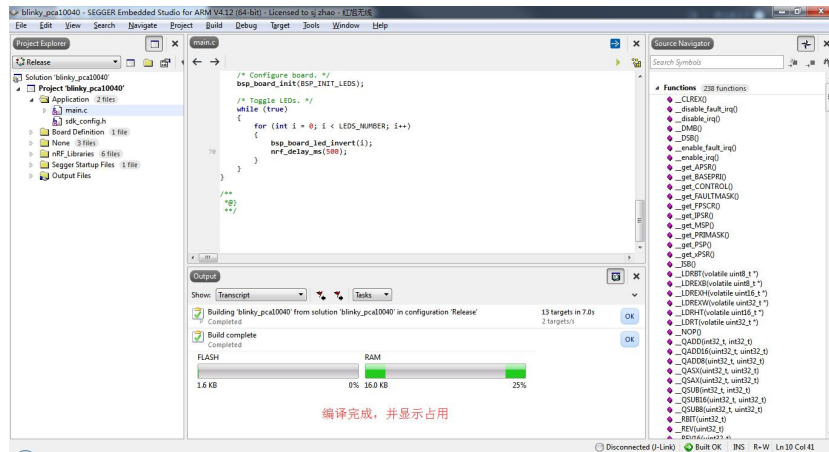 blinky_pca10040 - SEGGER Embedded Studio for ARM V4.12 (64-bit) - Licensed to sj zhao - 红旭无线
File Edit View Search Navigate Project Build Debug Target Tools Window Help
Project Explorer
Release
Solution 'blinky_pca10040'
Project 'blinky_pca10040'
Application 2 files
main.c
sdk_config.h
Board Definition 1 file
None 3 files
nRF_Libraries 6 files
Segger Startup Files 1 file
Output Files
main.c
/* Configure board. */
bsp_board_init(BSP_INIT_LEDS);
/* Toggle LEDs. */
while (true)
{
for (int i = 0; i < LEDS_NUMBER; i++)
{
bsp_board_led_invert(i);
70 nrf_delay_ms(500);
}
}
}
/**
*@}
**/
Output
Show: Transcript Tasks
Building 'blinky_pca10040' from solution 'blinky_pca10040' in configuration 'Release' 13 targets in 7.0s OK
Completed 2 targets/s
Build complete OK
Completed
FLASH RAM
1.6 KB 0% 16.0 KB 25%
编译完成，并显示占用
Source Navigator
Search Symbols
Functions 238 functions
__CLREX()
__disable_fault_irq()
__disable_irq()
__DMB()
__DSB()
__enable_fault_irq()
__enable_irq()
__get_APSR()
__get_BASEPRI()
__get_CONTROL()
__get_FAULTMASK()
__get_FPSCR()
__get_IPSR()
__get_MSP()
__get_PRIMASK()
__get_PSP()
__get_xPSR()
__ISB()
__LDRBT(volatile uint8_t *)
__LDREXB(volatile uint8_t *)
__LDREXH(volatile uint16_t *)
__LDREXW(volatile uint32_t *)
__LDRHT(volatile uint16_t *)
__LDRT(volatile uint32_t *)
__NOP()
__QADD(int32_t, int32_t)
__QADD16(uint32_t, uint32_t)
__QADD8(uint32_t, uint32_t)
__QASX(uint32_t, uint32_t)
__QSAX(uint32_t, uint32_t)
__QSUB(int32_t, int32_t)
__QSUB16(uint32_t, uint32_t)
__QSUB8(uint32_t, uint32_t)
__RBIT(uint32_t)
__REV(uint32_t)
__REV16(uint32_t)
Disconnected (J-Link) Built OK INS R+W Ln 10 Col 41